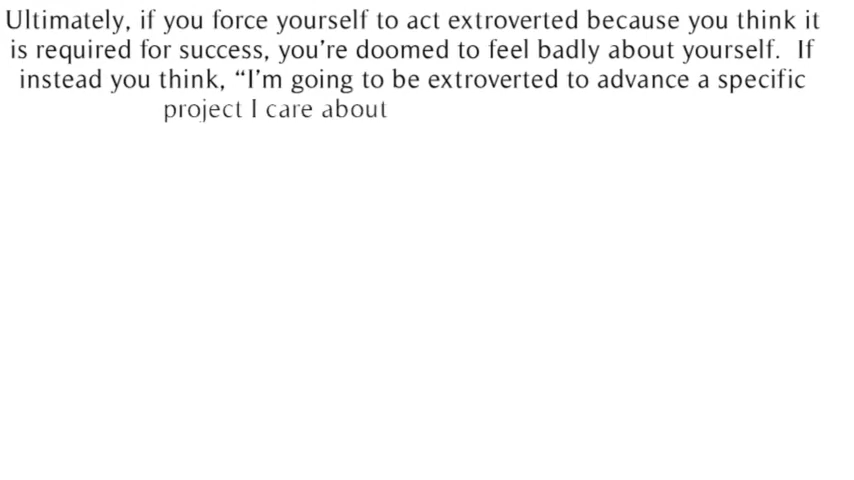 Ultimately, if you force yourself to act extroverted because you think it
is required for success, you’re doomed to feel badly about yourself.  If
instead you think, “I’m going to be extroverted to advance a specific
project I care about